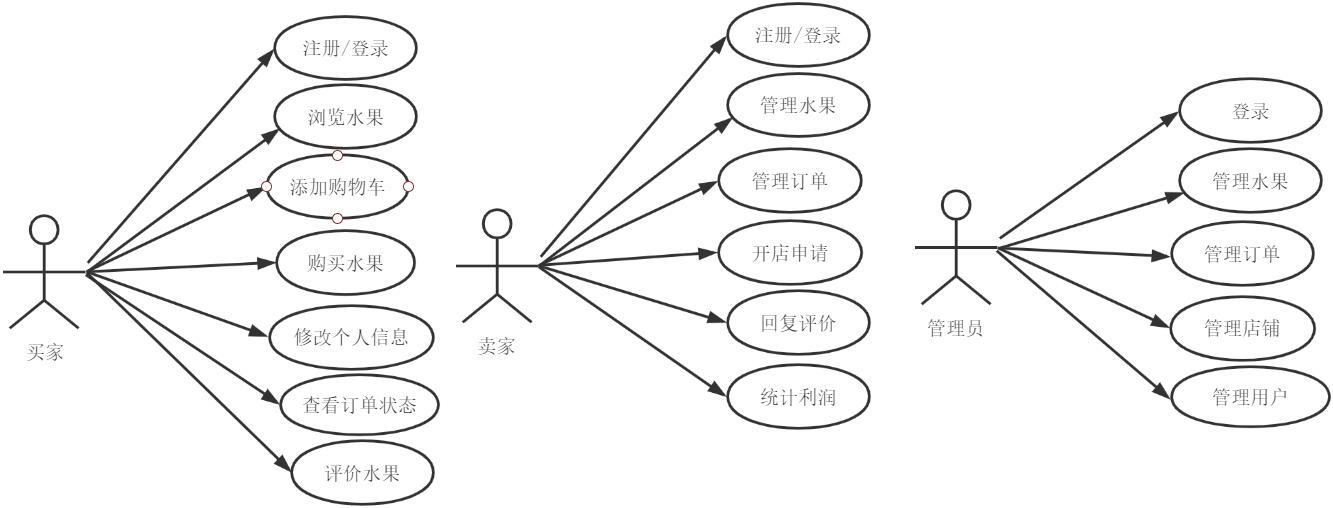 注册/登录
浏览水果
添加购物车
购买水果
修改个人信息
查看订单状态
评价水果
买家
注册/登录
管理水果
管理订单
开店申请
回复评价
统计利润
卖家
登录
管理水果
管理订单
管理店铺
管理用户
管理员